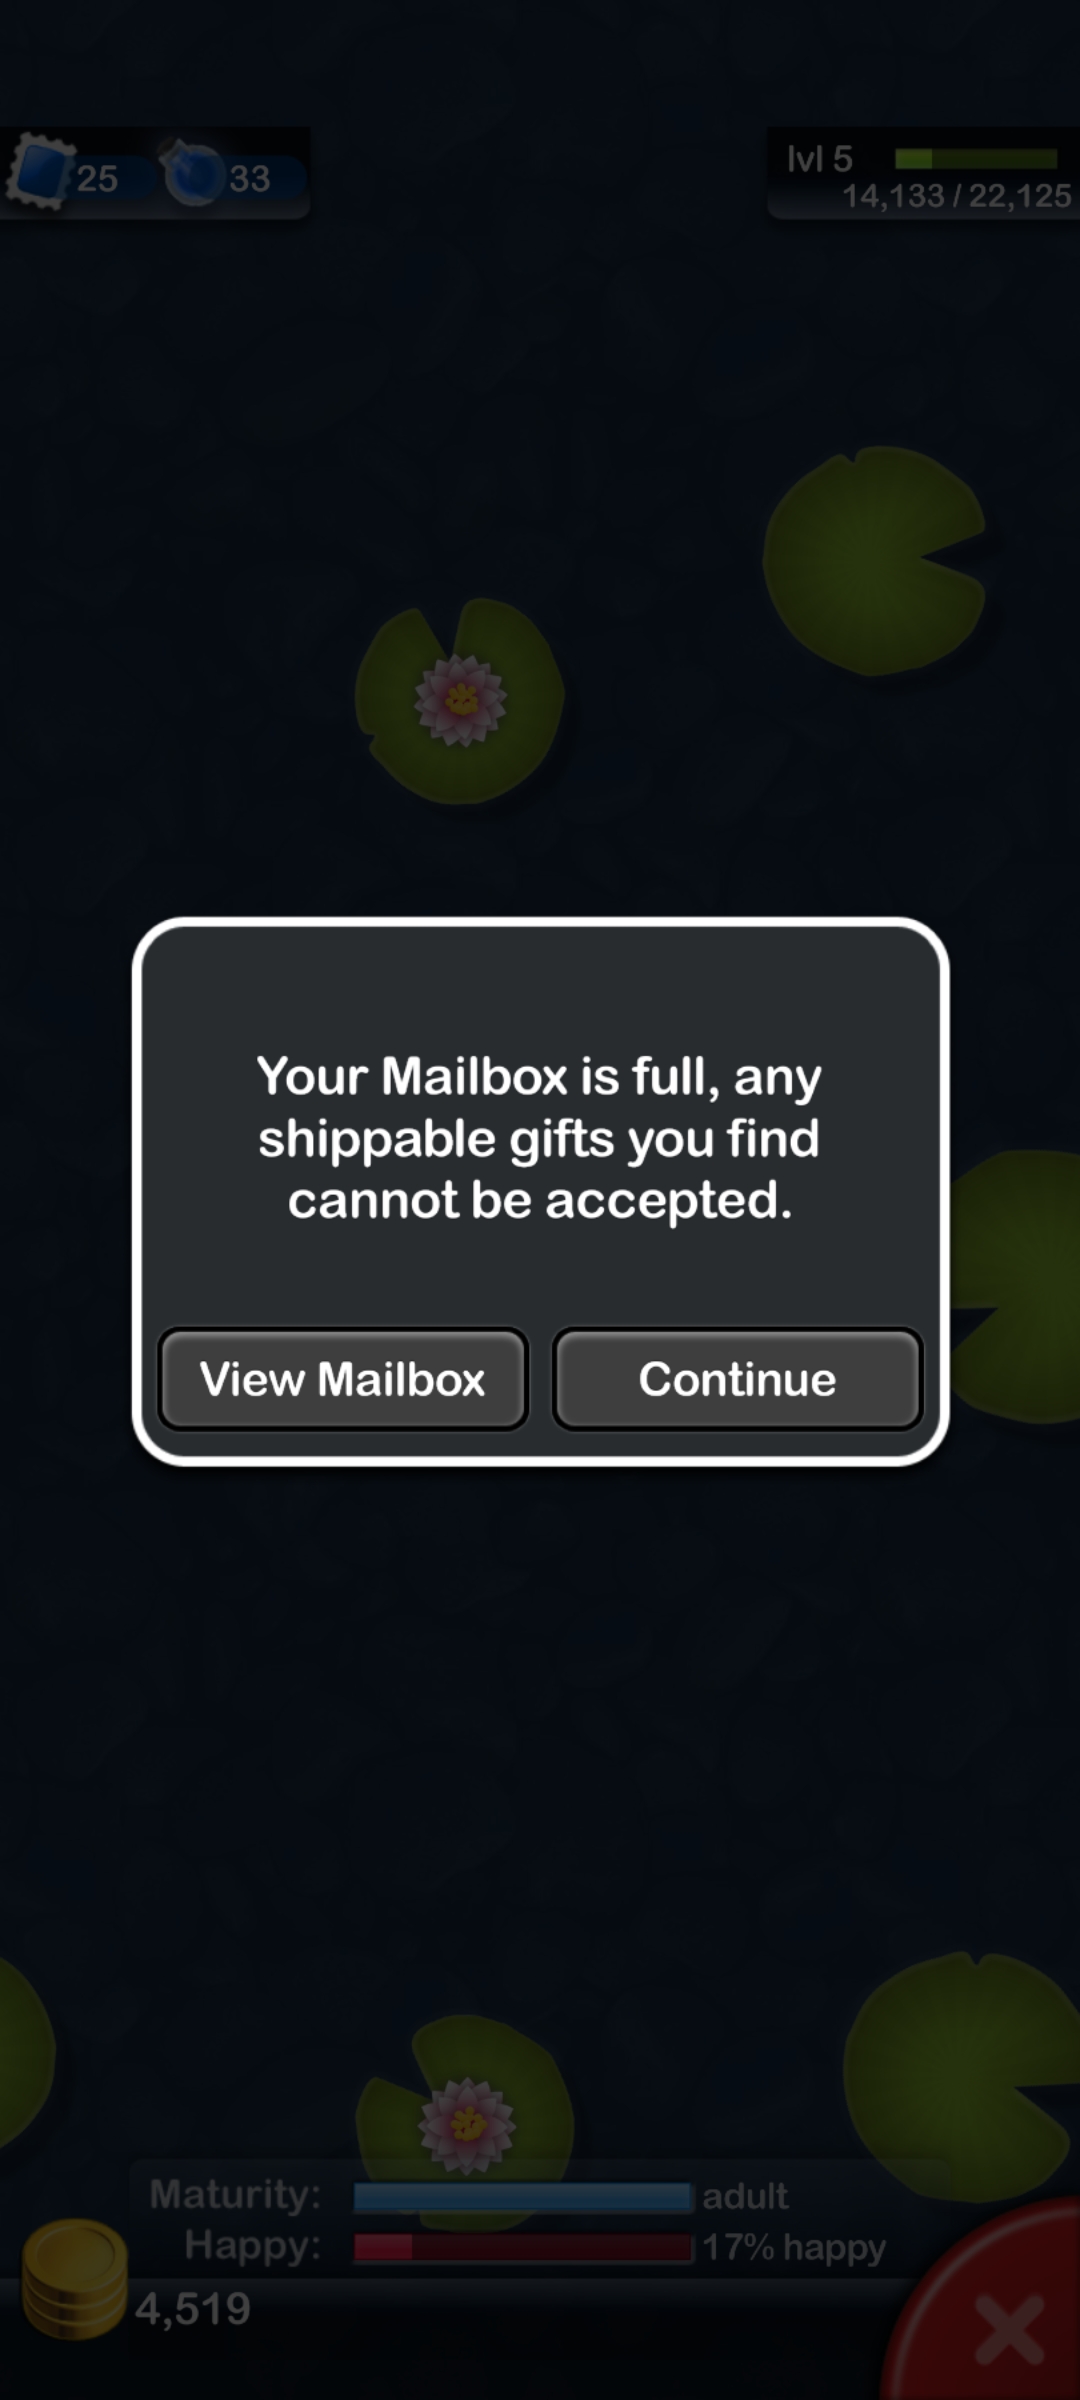 25
33
lvl 5
14,133 / 22,125
Your Mailbox is full, any
shippable gifts you find
cannot be accepted.
View Mailbox
Continue
Maturity: adult
Happy: 17% happy
4,519